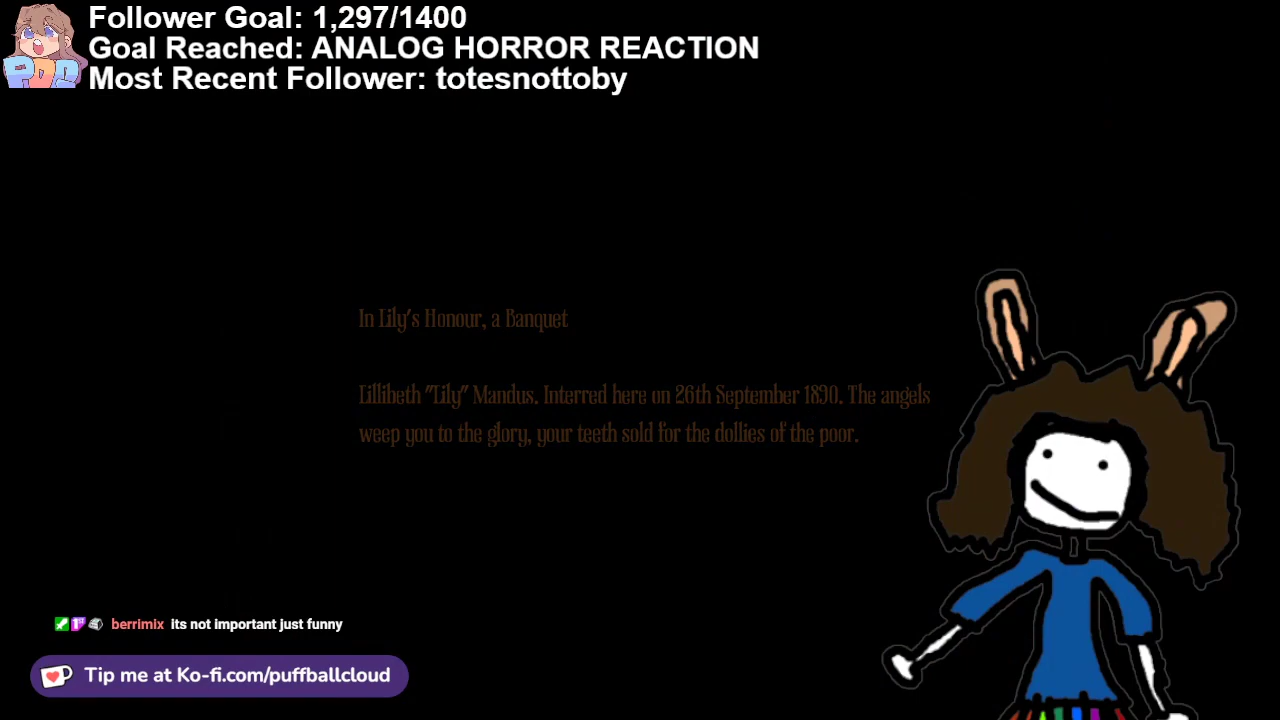 Follower Goal: 1,297/1400
Goal Reached: ANALOG HORROR REACTION
Most Recent Follower: totesnottoby
In Lily's Honour, a Banquet
Lillibeth "Lily" Mandus. Interred here on 26th September 1890. The angels
weep you to the glory, your teeth sold for the dollies of the poor.
berrimix its not important just funny
Tip me at Ko-fi.com/puffballcloud